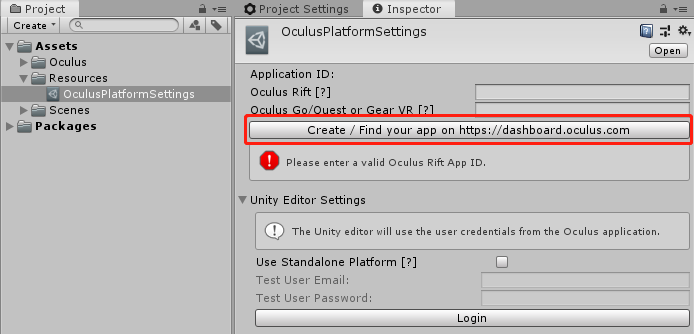 Project
Create
Assets
Oculus
Resources
OculusPlatformSettings
Scenes
Packages
Project Settings
Inspector
OculusPlatformSettings
Open
Application ID:
Oculus Rift [?]
Oculus Go/Quest or Gear VR [?]
Create / Find your app on https://dashboard.oculus.com
Please enter a valid Oculus Rift App ID.
Unity Editor Settings
The Unity editor will use the user credentials from the Oculus application.
Use Standalone Platform [?]
Test User Email:
Test User Password:
Login